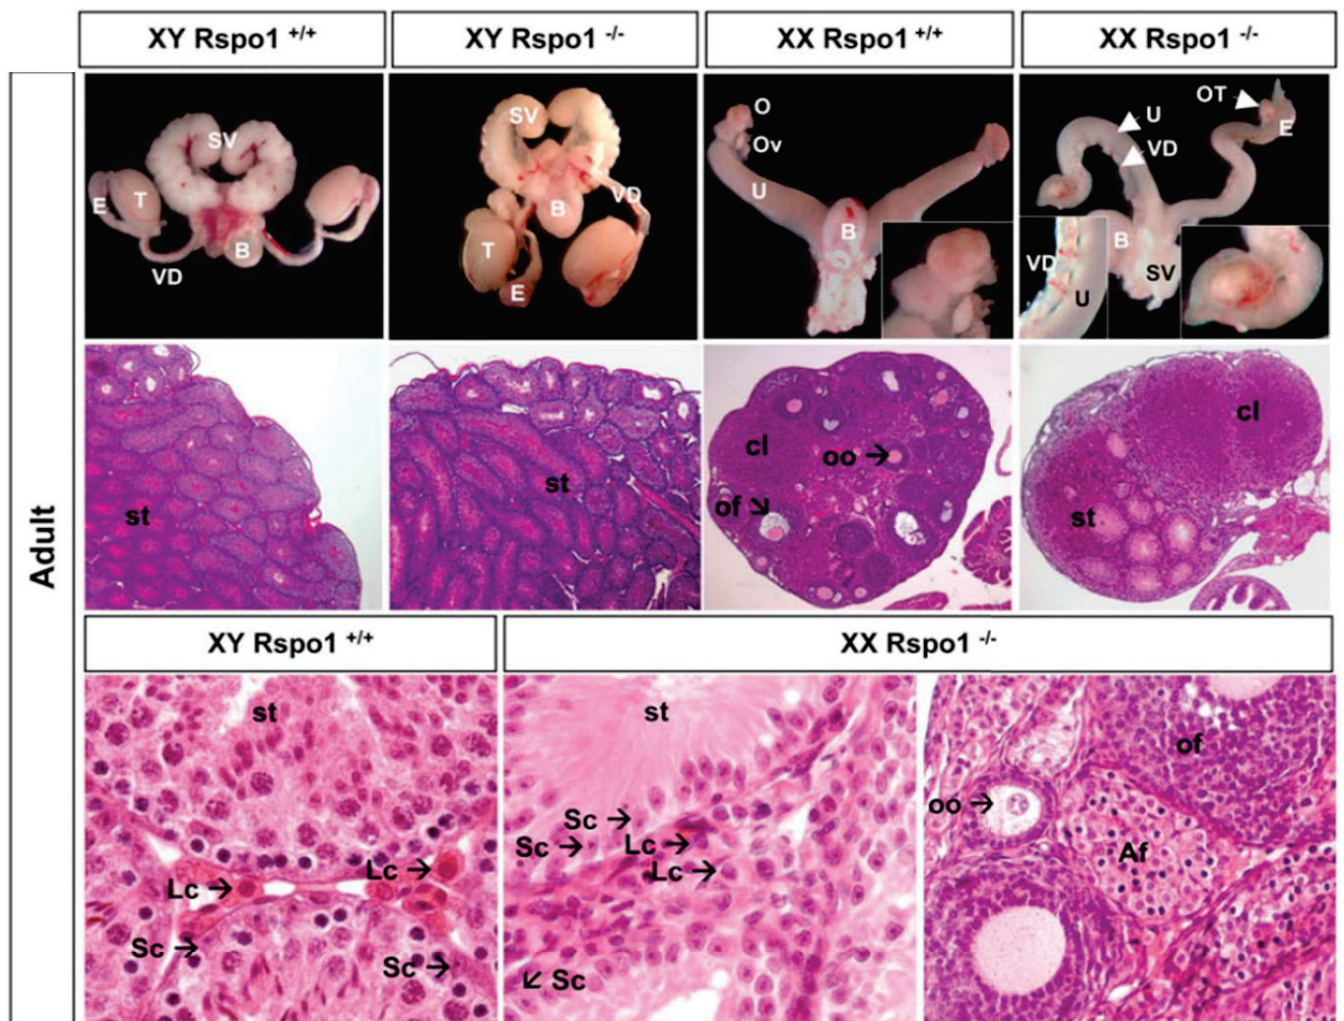 XY Rspo1 +/+
XY Rspo1 -/-
XX Rspo1 +/+
XX Rspo1 -/-
Adult
SV
E
T
B
VD
SV
VD
B
T
E
O
Ov
U
B
OT
U
E
VD
B
VD
SV
U
st
st
cl
oo →
of ↘
cl
st
XY Rspo1 +/+
XX Rspo1 -/-
st
Lc →
Lc →
Sc →
Sc →
st
Sc →
Sc →
Lc →
Lc →
↙ Sc
of
oo →
Af